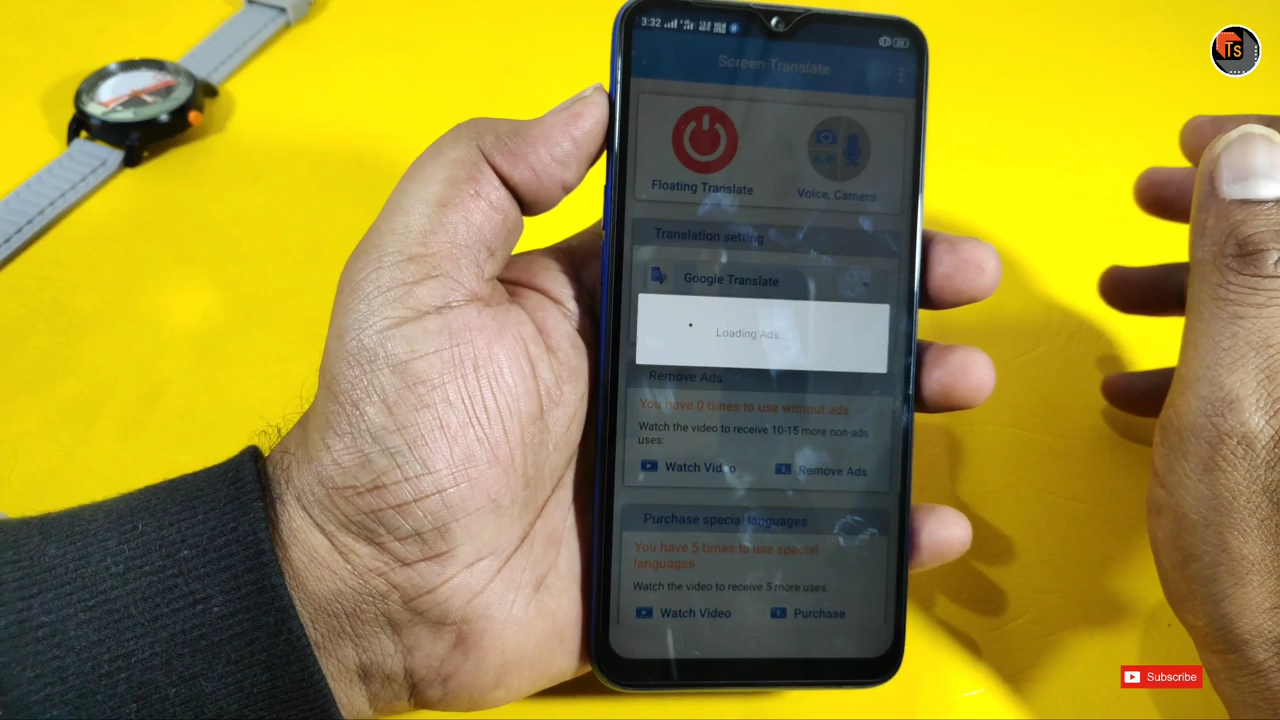 3:32
Ts
Screen Translate
Floating Translate
Voice, Camera
Translation setting
Google Translate
Loading Ads...
Remove Ads
You have 0 times to use without ads
Watch the video to receive 10-15 more non-ads
uses:
Watch Video
Remove Ads
Purchase special languages
You have 5 times to use special
languages
Watch the video to receive 5 more uses.
Watch Video
Purchase
Subscribe